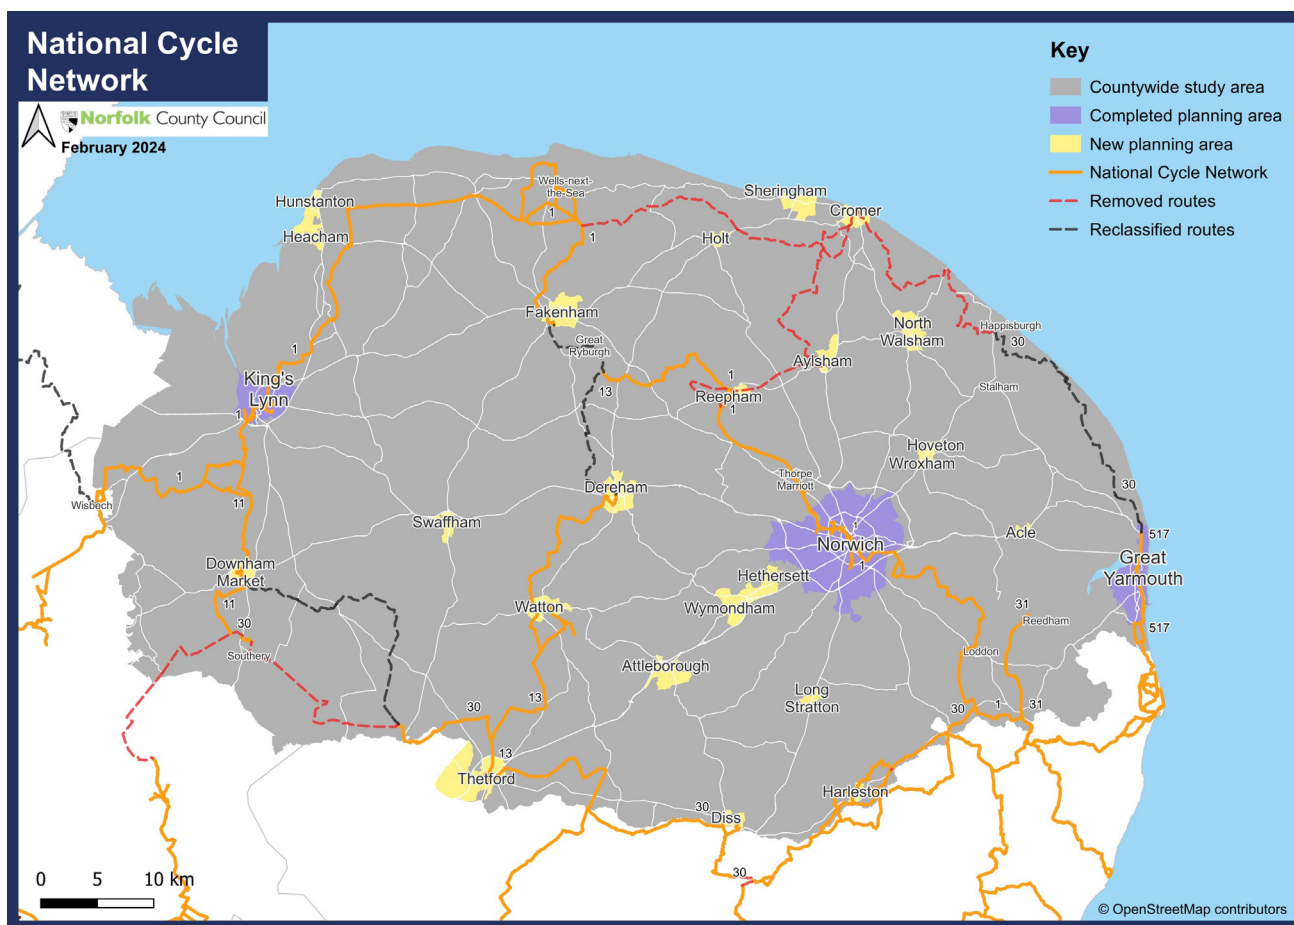 National Cycle
Network
Norfolk County Council
February 2024
Key
Countywide study area
Completed planning area
New planning area
National Cycle Network
Removed routes
Reclassified routes
Wells-next-
the-Sea
1
Sheringham
Hunstanton
Cromer
Heacham
1
Holt
Fakenham
Great
Ryburgh
North
Walsham
Happisburgh
30
1
Aylsham
King's
Lynn
1
13
1
Reepham
1
Stalham
Hoveton
Wroxham
1
11
Wisbech
Dereham
Thorpe
Marriott
30
Swaffham
1
Norwich
1
Acle
517
Great
Yarmouth
517
Downham
Market
11
30
Southery
Hethersett
Wymondham
Watton
31
Reedham
Loddon
Attleborough
Long
Stratton
13
30
30
1
31
13
Thetford
Harleston
30
Diss
30
0 5 10 km
© OpenStreetMap contributors